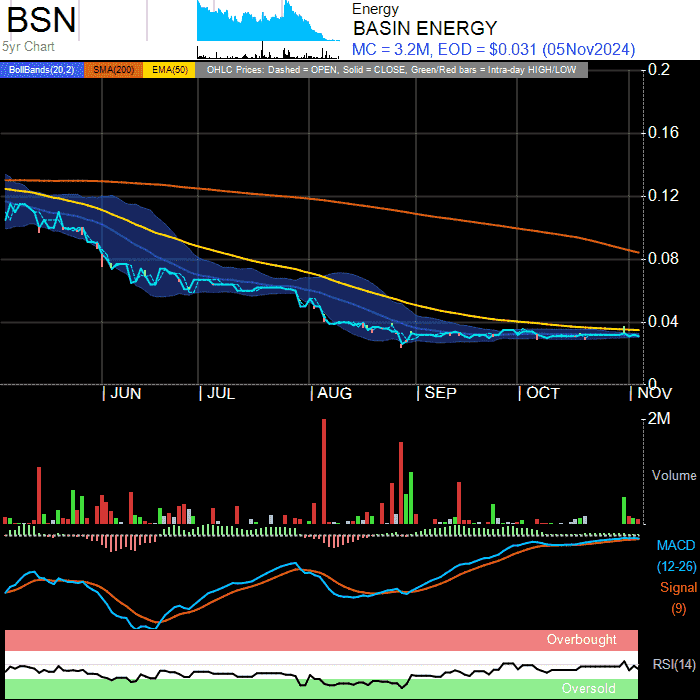 BSN
5yr Chart
Energy
BASIN ENERGY
MC = 3.2M, EOD = $0.031 (05Nov2024)
BollBands(20,2) SMA(200) EMA(50) OHLC Prices: Dashed = OPEN, Solid = CLOSE, Green/Red bars = Intra-day HIGH/LOW
0.2
0.16
0.12
0.08
0.04
0
JUN JUL AUG SEP OCT NOV
2M
Volume
MACD
(12-26)
Signal
(9)
Overbought
RSI(14)
Oversold